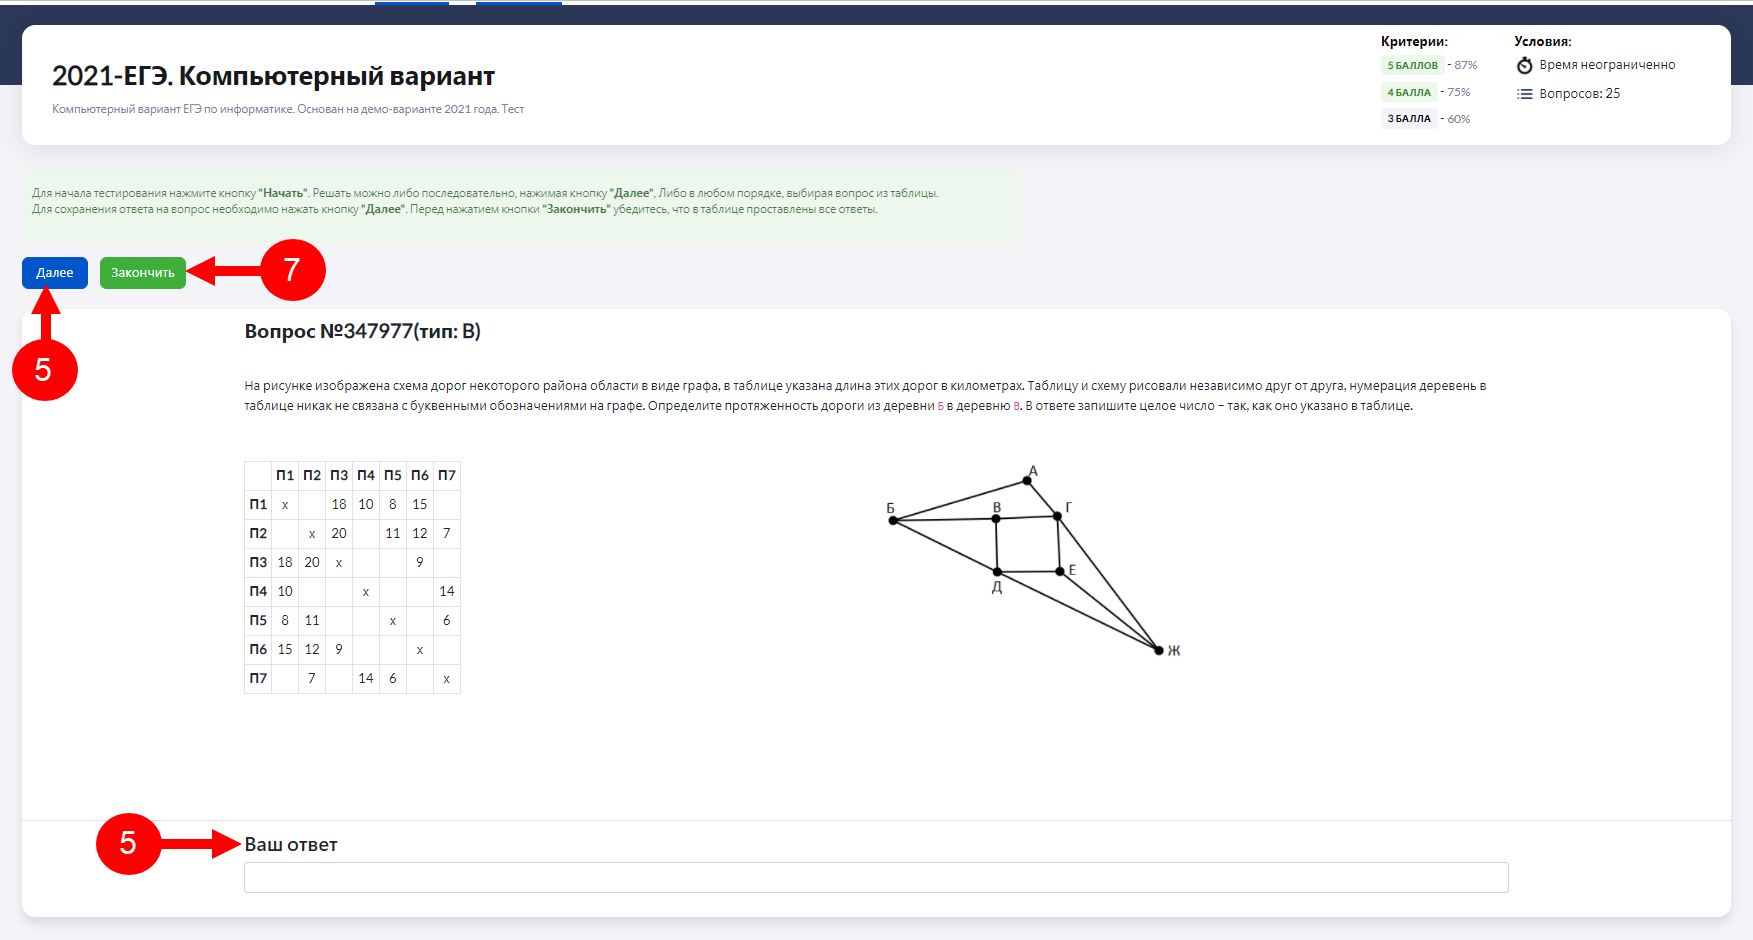 2021-ЕГЭ. Компьютерный вариант
Компьютерный вариант ЕГЭ по информатике. Основан на демо-варианте 2021 года. Тест
Критерии:
5 БАЛЛОВ - 87%
4 БАЛЛА - 75%
3 БАЛЛА - 60%
Условия:
Время неограниченно
Вопросов: 25
Для начала тестирования нажмите кнопку "Начать". Решать можно либо последовательно, нажимая кнопку "Далее", Либо в любом порядке, выбирая вопрос из таблицы.
Для сохранения ответа на вопрос необходимо нажать кнопку "Далее". Перед нажатием кнопки "Закончить" убедитесь, что в таблице проставлены все ответы.
Далее Закончить 7
5
Вопрос №347977(тип: B)
На рисунке изображена схема дорог некоторого района области в виде графа, в таблице указана длина этих дорог в километрах. Таблицу и схему рисовали независимо друг от друга, нумерация деревень в
таблице никак не связана с буквенными обозначениями на графе. Определите протяженность дороги из деревни Б в деревню В. В ответе запишите целое число – так, как оно указано в таблице.
П1 П2 П3 П4 П5 П6 П7
П1 x 18 10 8 15
П2 x 20 11 12 7
П3 18 20 x 9
П4 10 x 14
П5 8 11 x 6
П6 15 12 9 x
П7 7 14 6 x
А
Б В Г
Д Е
Ж
5 Ваш ответ